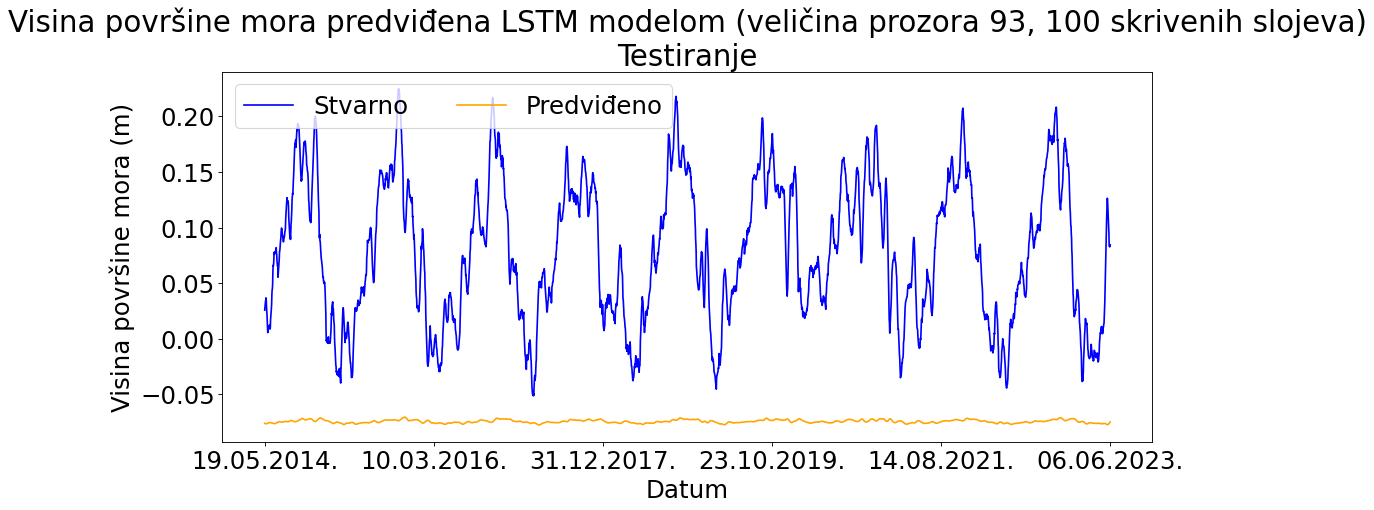 Visina površine mora predviđena LSTM modelom (veličina prozora 93, 100 skrivenih slojeva)
Testiranje
Stvarno
Predviđeno
Visina površine mora (m)
0.20
0.15
0.10
0.05
0.00
−0.05
19.05.2014.
10.03.2016.
31.12.2017.
23.10.2019.
14.08.2021.
06.06.2023.
Datum